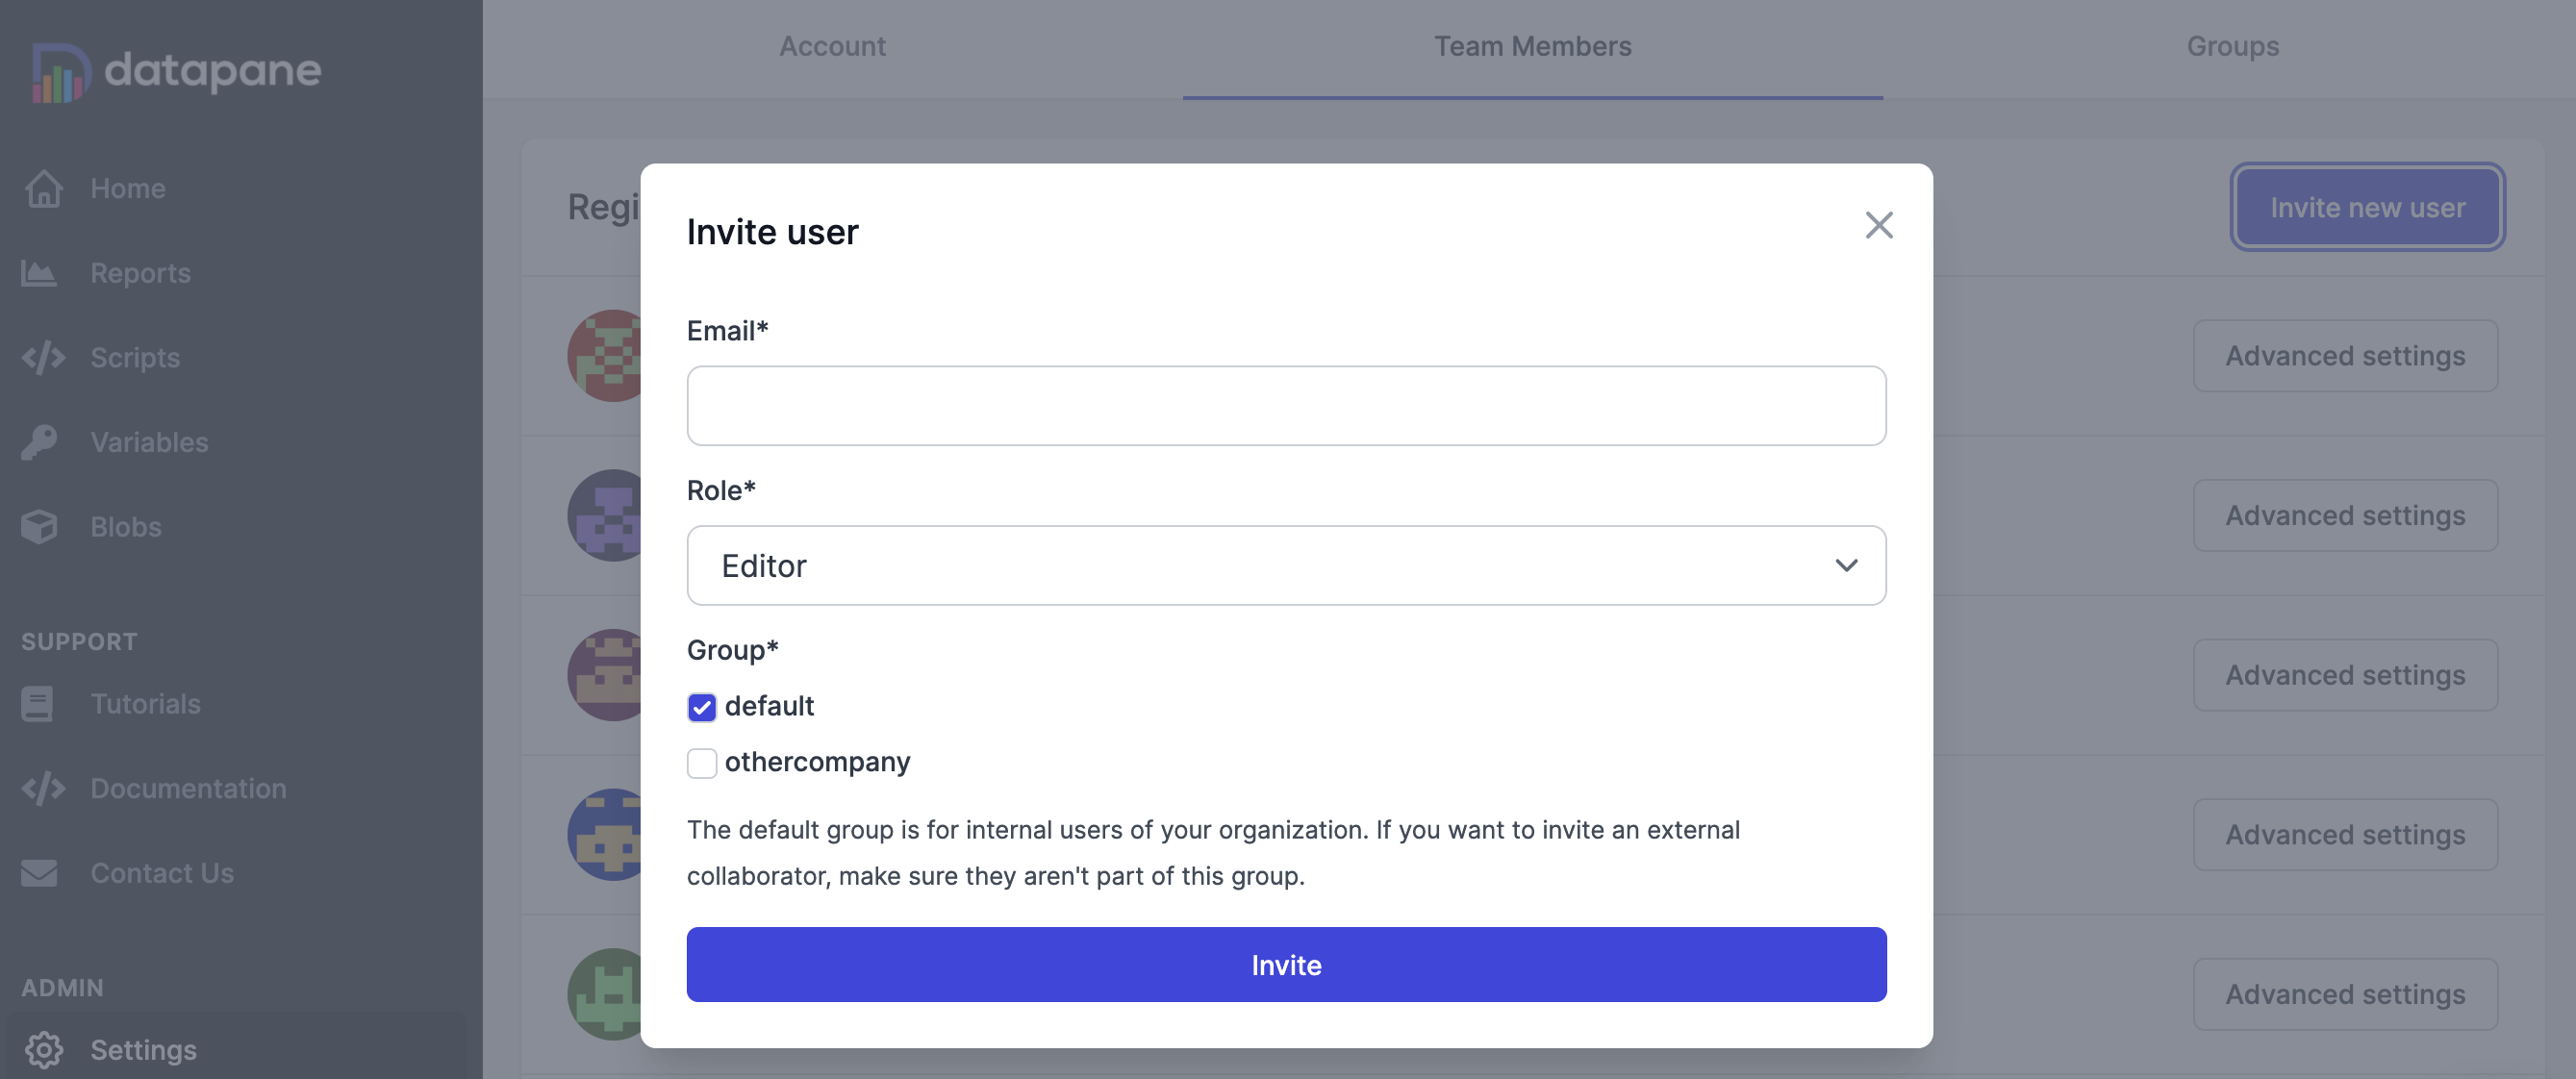 datapane
Home
Reports
Scripts
Variables
Blobs
SUPPORT
Tutorials
Documentation
Contact Us
ADMIN
Settings
Account
Team Members
Groups
Invite new user
Advanced settings
Advanced settings
Advanced settings
Advanced settings
Advanced settings
Invite user
Email*
Role*
Editor
Group*
default
othercompany
The default group is for internal users of your organization. If you want to invite an external
collaborator, make sure they aren't part of this group.
Invite